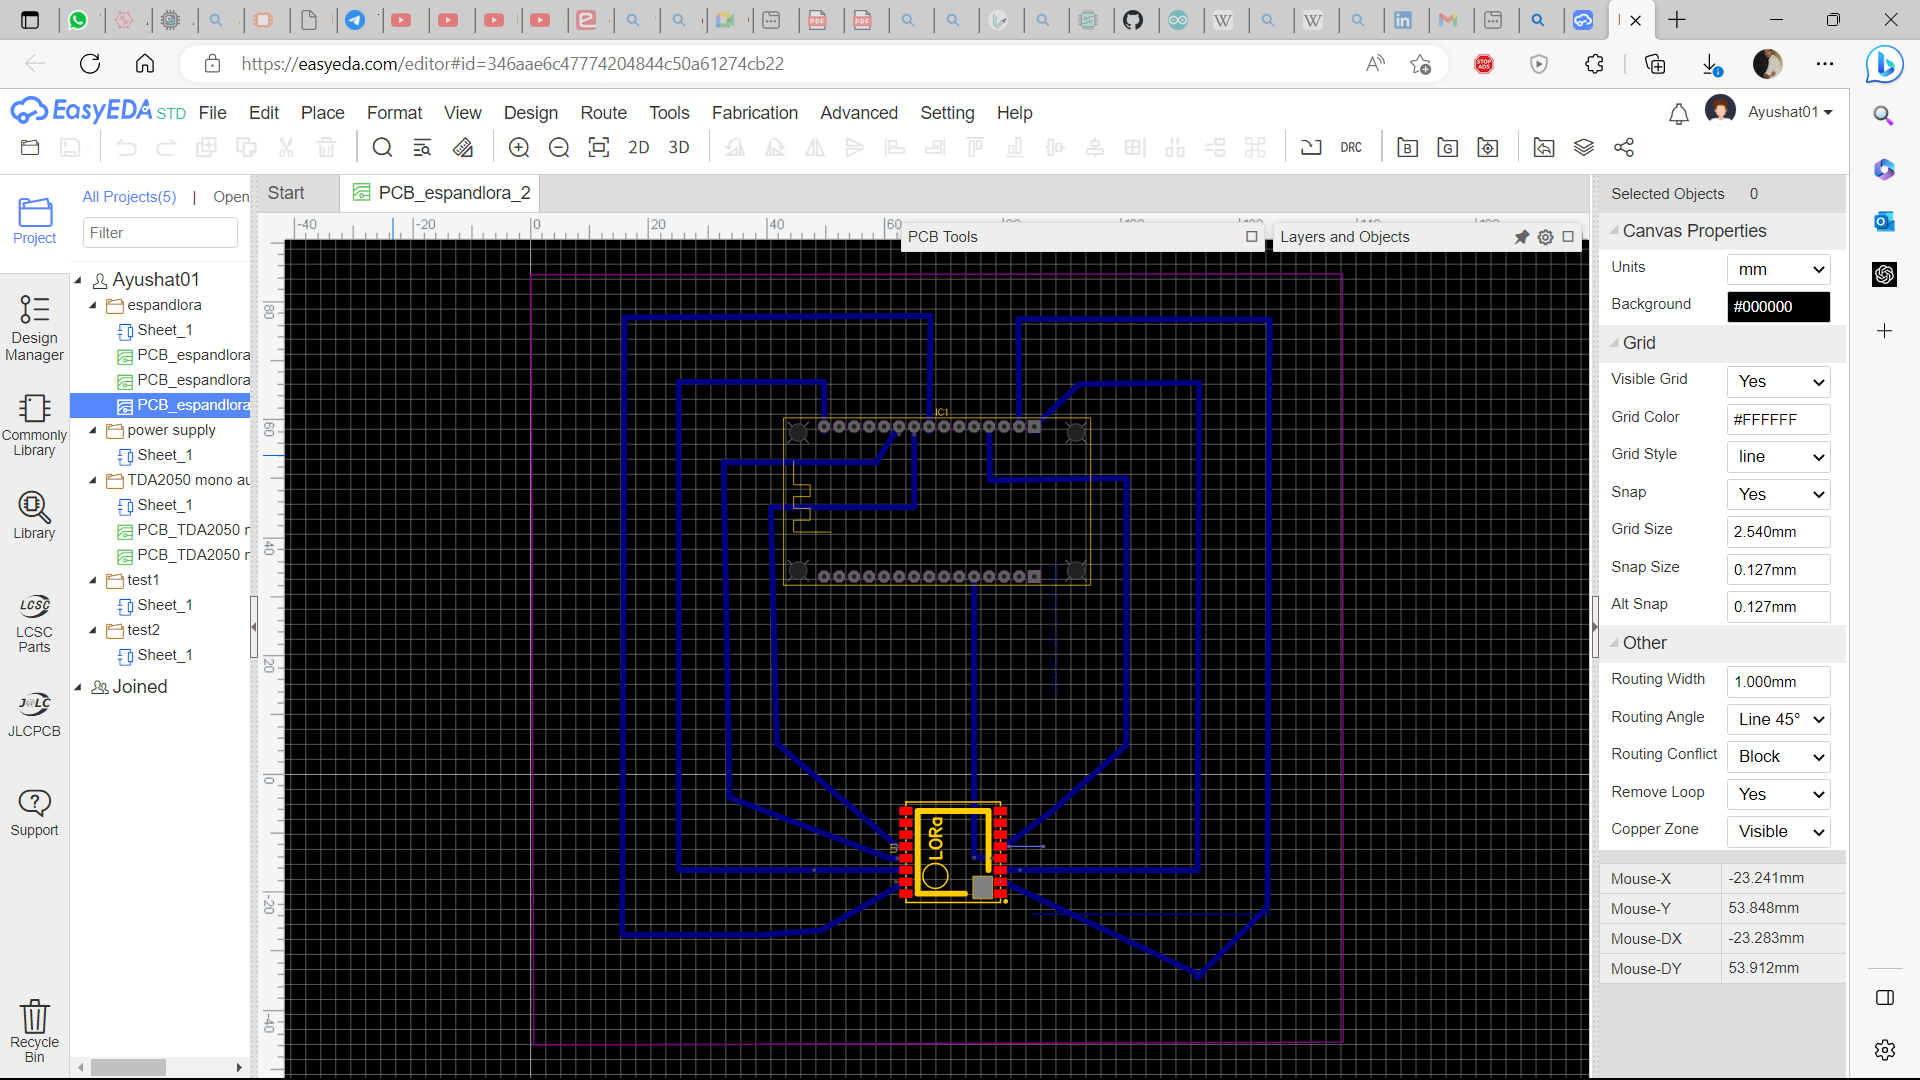 https://easyeda.com/editor#id=346aae6c47774204844c50a61274cb22
EasyEDA STD File Edit Place Format View Design Route Tools Fabrication Advanced Setting Help Ayushat01
2D 3D DRC B G
Project
Design Manager
Commonly Library
Library
LCSC
LCSC Parts
J@LC
JLCPCB
Support
Recycle Bin
All Projects(5) | Open
Filter
Ayushat01
espandlora
Sheet_1
PCB_espandlora
PCB_espandlora
PCB_espandlora
power supply
Sheet_1
TDA2050 mono au
Sheet_1
PCB_TDA2050 r
PCB_TDA2050 r
test1
Sheet_1
test2
Sheet_1
Joined
Start PCB_espandlora_2
-40 -20 0 20 40 60
80
60
40
20
0
-20
-40
PCB Tools
Layers and Objects
IC1
LORa
Selected Objects 0
Canvas Properties
Units mm
Background #000000
Grid
Visible Grid Yes
Grid Color #FFFFFF
Grid Style line
Snap Yes
Grid Size 2.540mm
Snap Size 0.127mm
Alt Snap 0.127mm
Other
Routing Width 1.000mm
Routing Angle Line 45°
Routing Conflict Block
Remove Loop Yes
Copper Zone Visible
Mouse-X -23.241mm
Mouse-Y 53.848mm
Mouse-DX -23.283mm
Mouse-DY 53.912mm